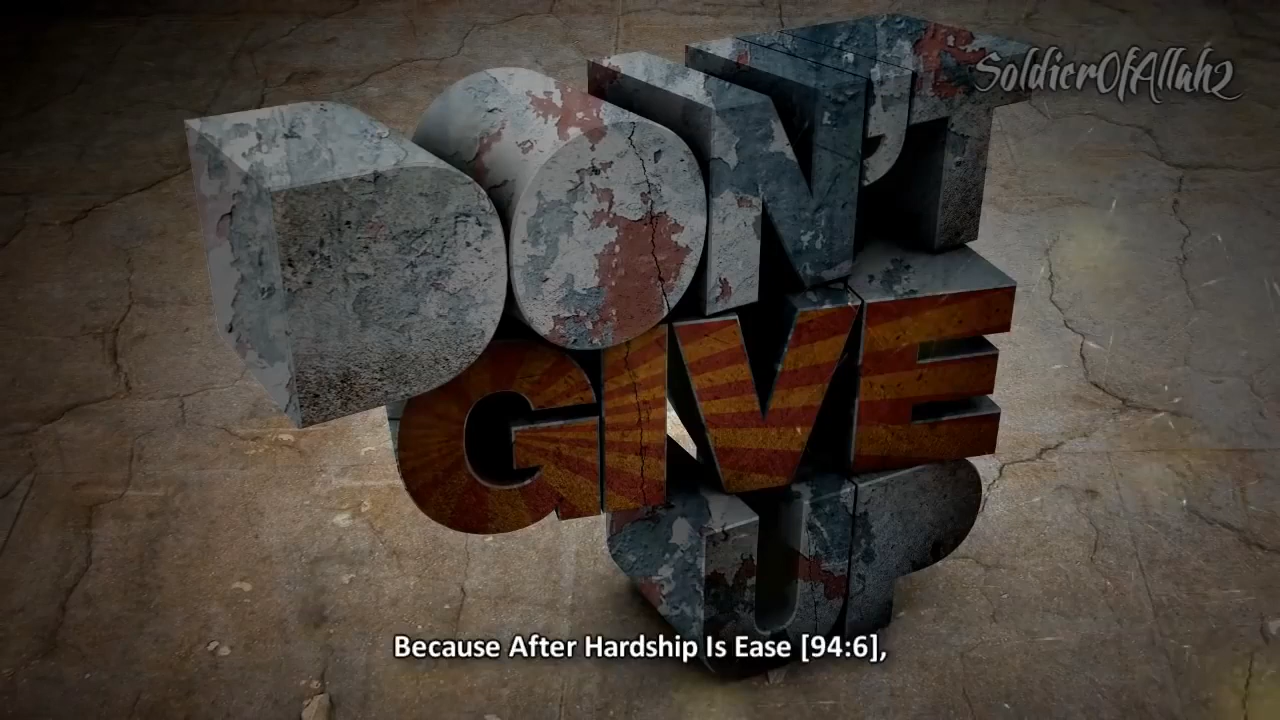 SoldierOfAllah2
DON'T
GIVE
UP
Because After Hardship Is Ease [94:6],